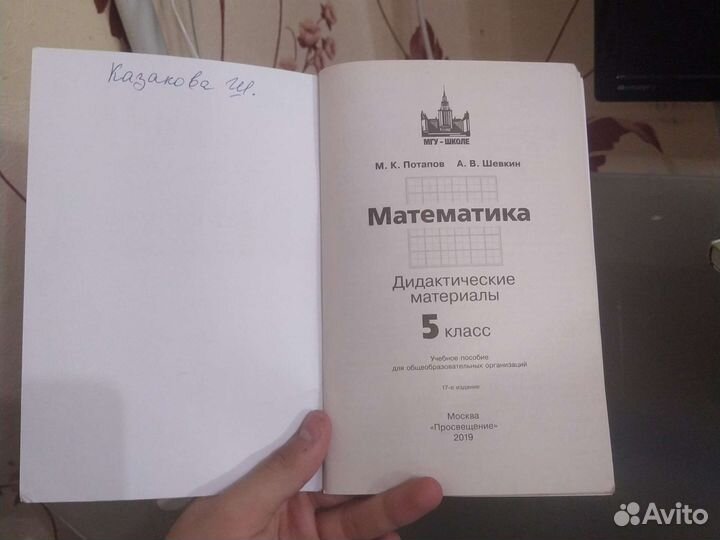 Казакова Ш.
МГУ - ШКОЛЕ
М. К. Потапов А. В. Шевкин
Математика
Дидактические
материалы
5 класс
Учебное пособие
для общеобразовательных организаций
17-е издание
Москва
«Просвещение»
2019
Avito